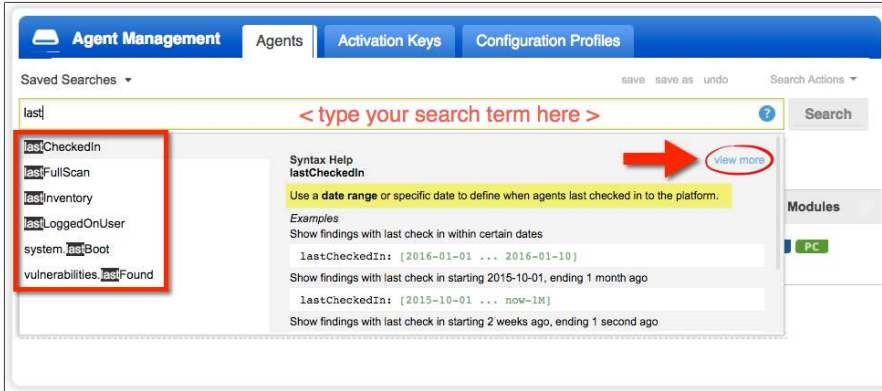 Agent Management
Agents
Activation Keys
Configuration Profiles
Saved Searches
save save as undo
Search Actions
last
< type your search term here >
?
Search
lastCheckedIn
lastFullScan
lastInventory
lastLoggedOnUser
system.lastBoot
vulnerabilities.lastFound
Syntax Help
view more
lastCheckedIn
Use a date range or specific date to define when agents last checked in to the platform.
Examples
Show findings with last check in within certain dates
lastCheckedIn: [2016-01-01 ... 2016-01-10]
Show findings with last check in starting 2015-10-01, ending 1 month ago
lastCheckedIn: [2015-10-01 ... now-1M]
Show findings with last check in starting 2 weeks ago, ending 1 second ago
Modules
PC